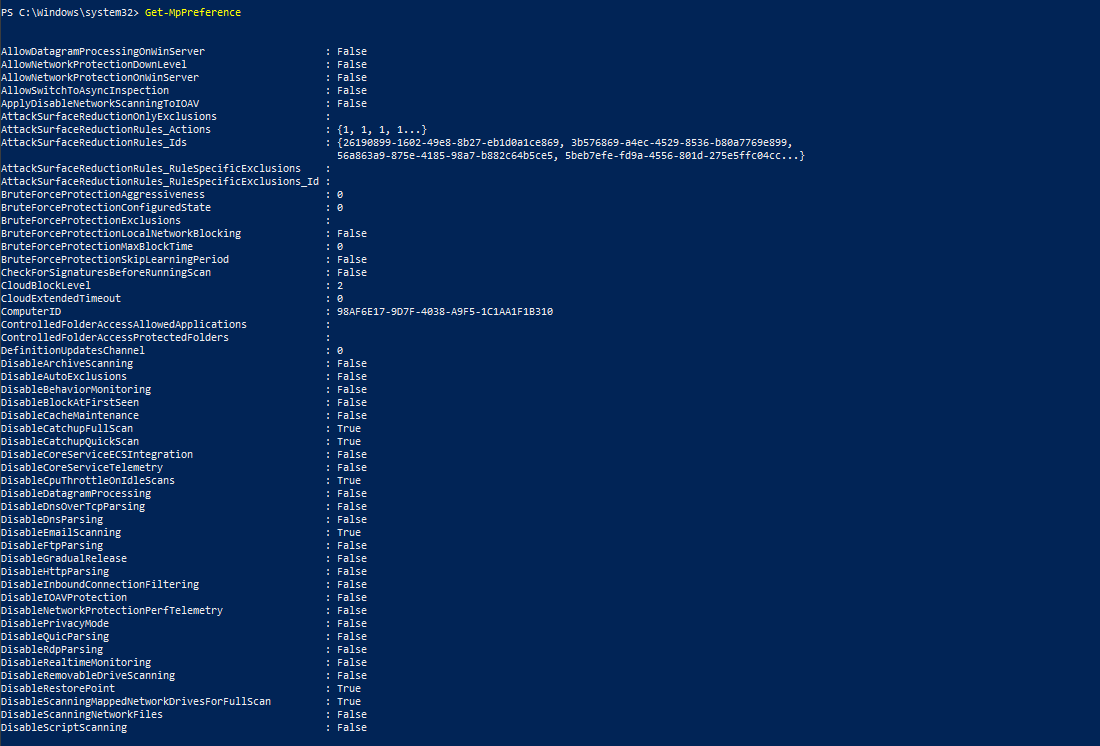 PS C:\Windows\system32> Get-MpPreference
AllowDatagramProcessingOnWinServer : False
AllowNetworkProtectionDownLevel : False
AllowNetworkProtectionOnWinServer : False
AllowSwitchToAsyncInspection : False
ApplyDisableNetworkScanningToIOAV : False
AttackSurfaceReductionOnlyExclusions :
AttackSurfaceReductionRules_Actions : {1, 1, 1, 1...}
AttackSurfaceReductionRules_Ids : {26190899-1602-49e8-8b27-eb1d0a1ce869, 3b576869-a4ec-4529-8536-b80a7769e899,
56a863a9-875e-4185-98a7-b882c64b5ce5, 5beb7efe-fd9a-4556-801d-275e5ffc04cc...}
AttackSurfaceReductionRules_RuleSpecificExclusions :
AttackSurfaceReductionRules_RuleSpecificExclusions_Id :
BruteForceProtectionAggressiveness : 0
BruteForceProtectionConfiguredState : 0
BruteForceProtectionExclusions :
BruteForceProtectionLocalNetworkBlocking : False
BruteForceProtectionMaxBlockTime : 0
BruteForceProtectionSkipLearningPeriod : False
CheckForSignaturesBeforeRunningScan : False
CloudBlockLevel : 2
CloudExtendedTimeout : 0
ComputerID : 98AF6E17-9D7F-4038-A9F5-1C1AA1F1B310
ControlledFolderAccessAllowedApplications :
ControlledFolderAccessProtectedFolders :
DefinitionUpdatesChannel : 0
DisableArchiveScanning : False
DisableAutoExclusions : False
DisableBehaviorMonitoring : False
DisableBlockAtFirstSeen : False
DisableCacheMaintenance : False
DisableCatchupFullScan : True
DisableCatchupQuickScan : True
DisableCoreServiceECSIntegration : False
DisableCoreServiceTelemetry : False
DisableCpuThrottleOnIdleScans : True
DisableDatagramProcessing : False
DisableDnsOverTcpParsing : False
DisableDnsParsing : False
DisableEmailScanning : True
DisableFtpParsing : False
DisableGradualRelease : False
DisableHttpParsing : False
DisableInboundConnectionFiltering : False
DisableIOAVProtection : False
DisableNetworkProtectionPerfTelemetry : False
DisablePrivacyMode : False
DisableQuicParsing : False
DisableRdpParsing : False
DisableRealtimeMonitoring : False
DisableRemovableDriveScanning : False
DisableRestorePoint : True
DisableScanningMappedNetworkDrivesForFullScan : True
DisableScanningNetworkFiles : False
DisableScriptScanning : False